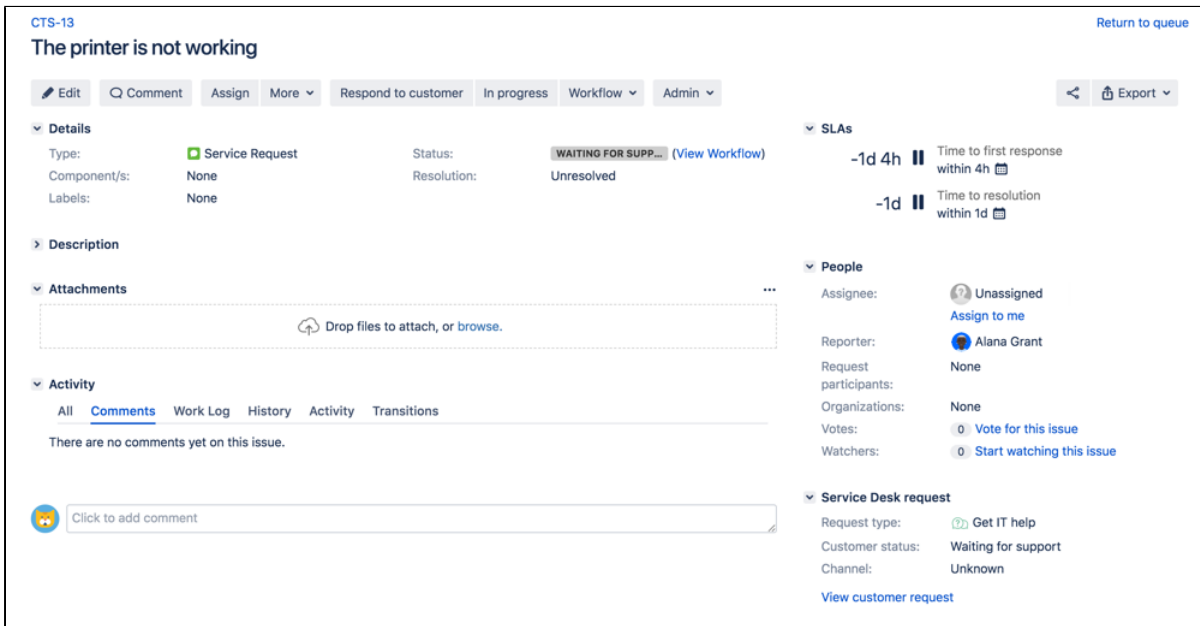 CTS-13
Return to queue
The printer is not working
Edit Comment Assign More Respond to customer In progress Workflow Admin Export
Details
Type: Service Request Status: WAITING FOR SUPP... (View Workflow)
Component/s: None Resolution: Unresolved
Labels: None
Description
Attachments
Drop files to attach, or browse.
Activity
All Comments Work Log History Activity Transitions
There are no comments yet on this issue.
Click to add comment
SLAs
-1d 4h Time to first response
within 4h
-1d Time to resolution
within 1d
People
Assignee: Unassigned
Assign to me
Reporter: Alana Grant
Request None
participants:
Organizations: None
Votes: 0 Vote for this issue
Watchers: 0 Start watching this issue
Service Desk request
Request type: Get IT help
Customer status: Waiting for support
Channel: Unknown
View customer request